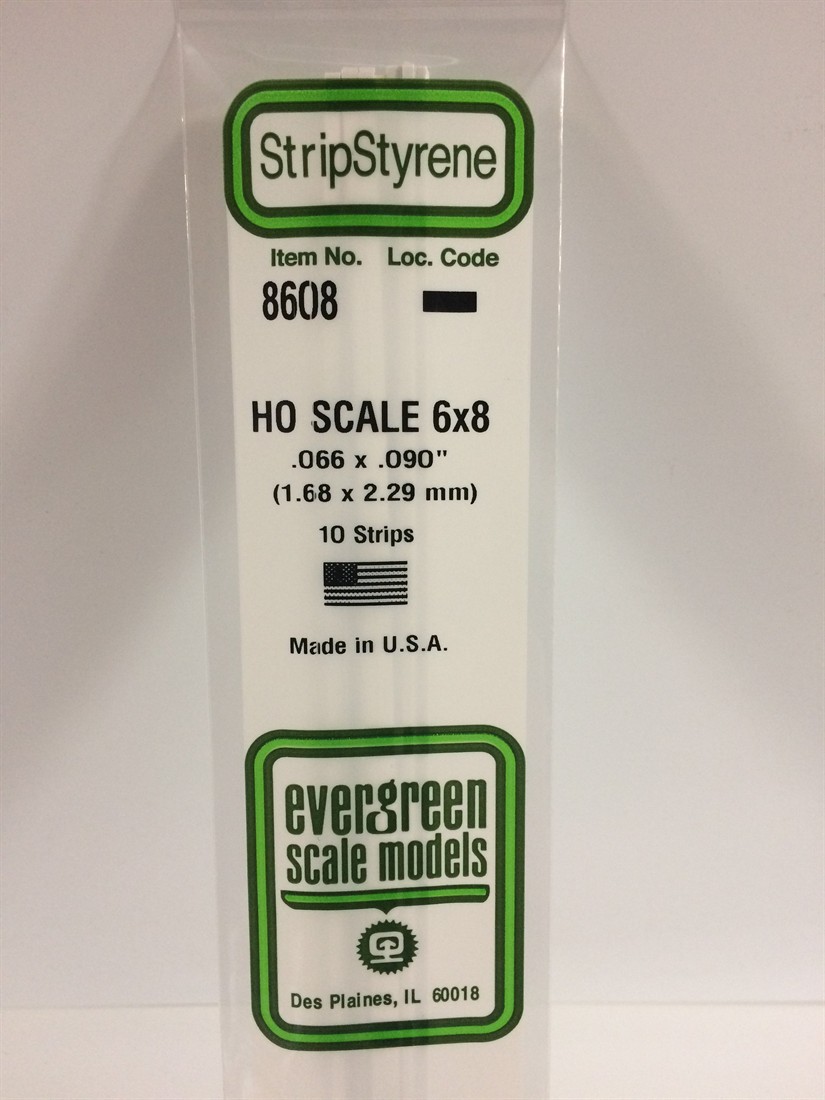 StripStyrene
Item No. Loc. Code
8608
HO SCALE 6x8
.066 x .090"
(1.68 x 2.29 mm)
10 Strips
Made in U.S.A.
evergreen
scale models
Des Plaines, IL 60018